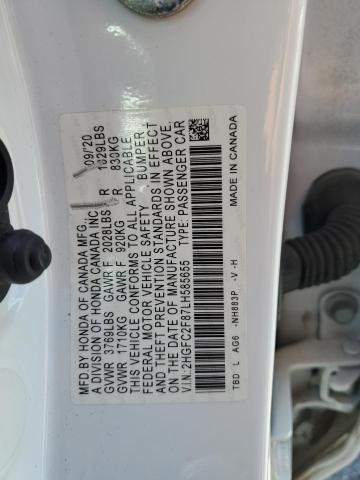 MFD.BY HONDA OF CANADA MFG. 09/20
A DIVISION OF HONDA CANADA INC.
GVWR 3769LBS GAWR F 2028LBS R 1829LBS
GVWR 1710KG GAWR F 920KG R 830KG
THIS VEHICLE CONFORMS TO ALL APPLICABLE
FEDERAL MOTOR VEHICLE SAFETY, BUMPER
AND THEFT PREVENTION STANDARDS IN EFFECT
ON THE DATE OF MANUFACTURE SHOWN ABOVE.
V.I.N: 2HGFC2F87LH585655 TYPE: PASSENGER CAR
TBD L AG6 -NH883P -V -H MADE IN CANADA